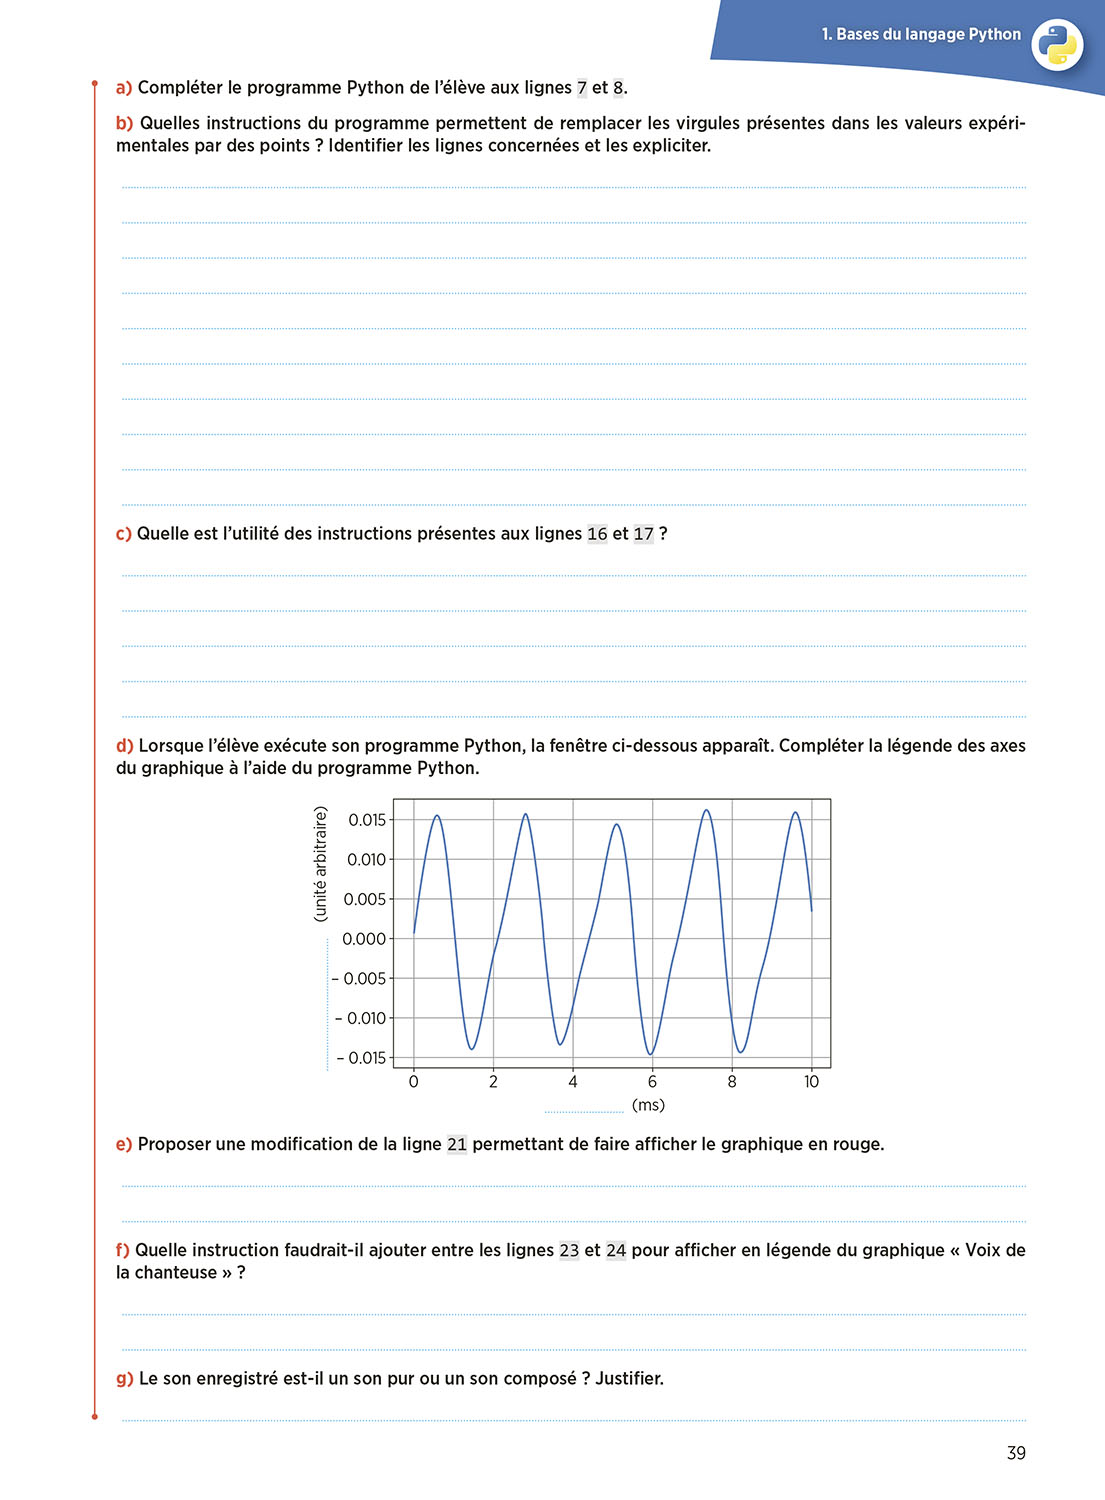 1. Bases du langage Python
a) Compléter le programme Python de l’élève aux lignes 7 et 8.
b) Quelles instructions du programme permettent de remplacer les virgules présentes dans les valeurs expéri-
mentales par des points ? Identifier les lignes concernées et les expliciter.
c) Quelle est l’utilité des instructions présentes aux lignes 16 et 17 ?
d) Lorsque l’élève exécute son programme Python, la fenêtre ci-dessous apparaît. Compléter la légende des axes
du graphique à l’aide du programme Python.
(unité arbitraire)
0.015
0.010
0.005
0.000
– 0.005
– 0.010
– 0.015
0 2 4 6 8 10
(ms)
e) Proposer une modification de la ligne 21 permettant de faire afficher le graphique en rouge.
f) Quelle instruction faudrait-il ajouter entre les lignes 23 et 24 pour afficher en légende du graphique « Voix de
la chanteuse » ?
g) Le son enregistré est-il un son pur ou un son composé ? Justifier.
39